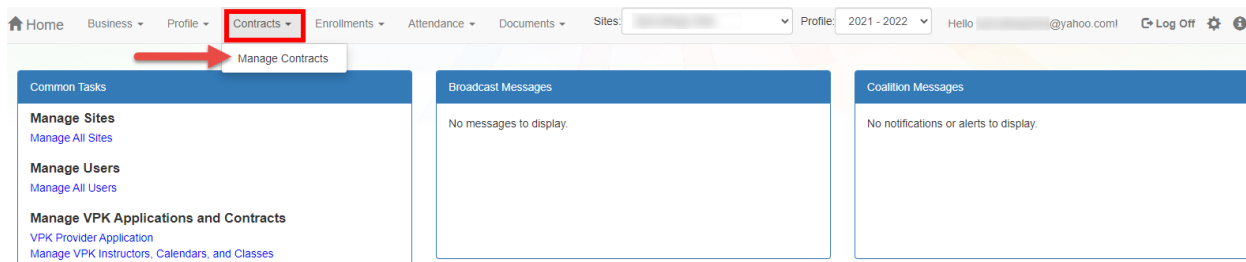 Home Business Profile Contracts Enrollments Attendance Documents Sites: Profile: 2021 - 2022 Hello @yahoo.com! Log Off
Manage Contracts
Common Tasks
Manage Sites
Manage All Sites
Manage Users
Manage All Users
Manage VPK Applications and Contracts
VPK Provider Application
Manage VPK Instructors, Calendars, and Classes
Broadcast Messages
No messages to display.
Coalition Messages
No notifications or alerts to display.